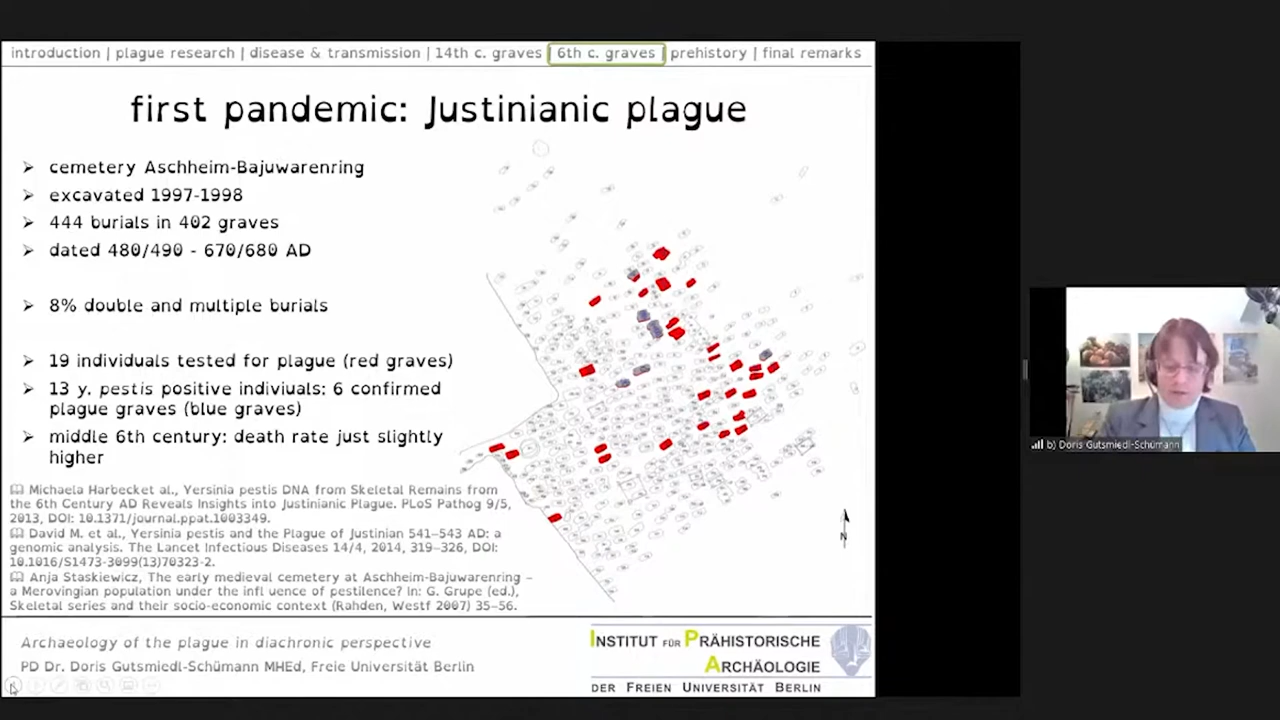 introduction | plague research | disease & transmission | 14th c. graves | 6th c. graves | prehistory | final remarks
first pandemic: Justinianic plague
➢ cemetery Aschheim-Bajuwarenring
➢ excavated 1997-1998
➢ 444 burials in 402 graves
➢ dated 480/490 - 670/680 AD
➢ 8% double and multiple burials
➢ 19 individuals tested for plague (red graves)
➢ 13 y. pestis positive indiviuals: 6 confirmed
plague graves (blue graves)
➢ middle 6th century: death rate just slightly
higher
Michaela Harbecket al., Yersinia pestis DNA from Skeletal Remains from
the 6th Century AD Reveals Insights into Justinianic Plague. PLoS Pathog 9/5,
2013, DOI: 10.1371/journal.ppat.1003349.
David M. et al., Yersinia pestis and the Plague of Justinian 541–543 AD: a
genomic analysis. The Lancet Infectious Diseases 14/4, 2014, 319–326, DOI:
10.1016/S1473-3099(13)70323-2.
Anja Staskiewicz, The early medieval cemetery at Aschheim-Bajuwarenring –
a Merovingian population under the infl uence of pestilence? In: G. Grupe (ed.),
Skeletal series and their socio-economic context (Rahden, Westf 2007) 35–56.
N
Archaeology of the plague in diachronic perspective
PD Dr. Doris Gutsmiedl-Schümann MHEd, Freie Universität Berlin
INSTITUT FÜR PRÄHISTORISCHE
ARCHÄOLOGIE
DER FREIEN UNIVERSITÄT BERLIN
b) Doris Gutsmiedl-Schümann